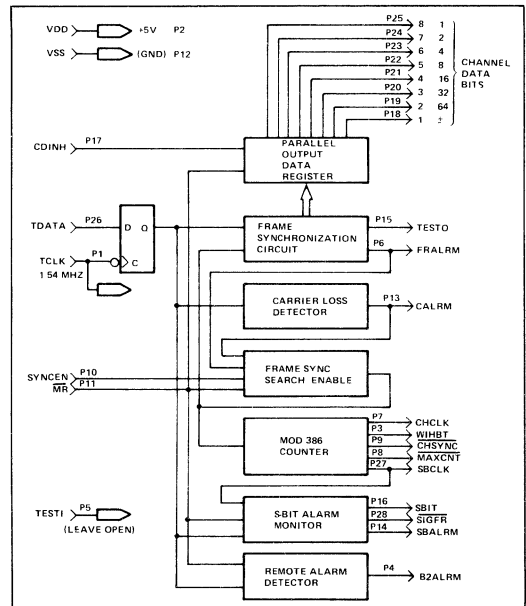 VDD +5V P2
VSS (GND) P12
P25 8 1
P24 7 2
P23 6 4
P22 5 8
P21 4 16
P20 3 32
P19 2 64
P18 1 ±
CHANNEL
DATA
BITS
CDINH P17
PARALLEL
OUTPUT
DATA
REGISTER
TDATA P26
D Q
C
TCLK P1
1 54 MHZ
FRAME
SYNCHRONIZATION
CIRCUIT
P15 TESTO
P6 FRALRM
CARRIER LOSS
DETECTOR
P13 CALRM
SYNCEN P10
MR P11
FRAME SYNC
SEARCH ENABLE
MOD 386
COUNTER
P7 CHCLK
P3 WIHBT
P9 CHSYNC
P8 MAXCNT
P27 SBCLK
TESTI P5
(LEAVE OPEN)
S-BIT ALARM
MONITOR
P16 SBIT
P28 SIGFR
P14 SBALRM
REMOTE ALARM
DETECTOR
P4 B2ALRM